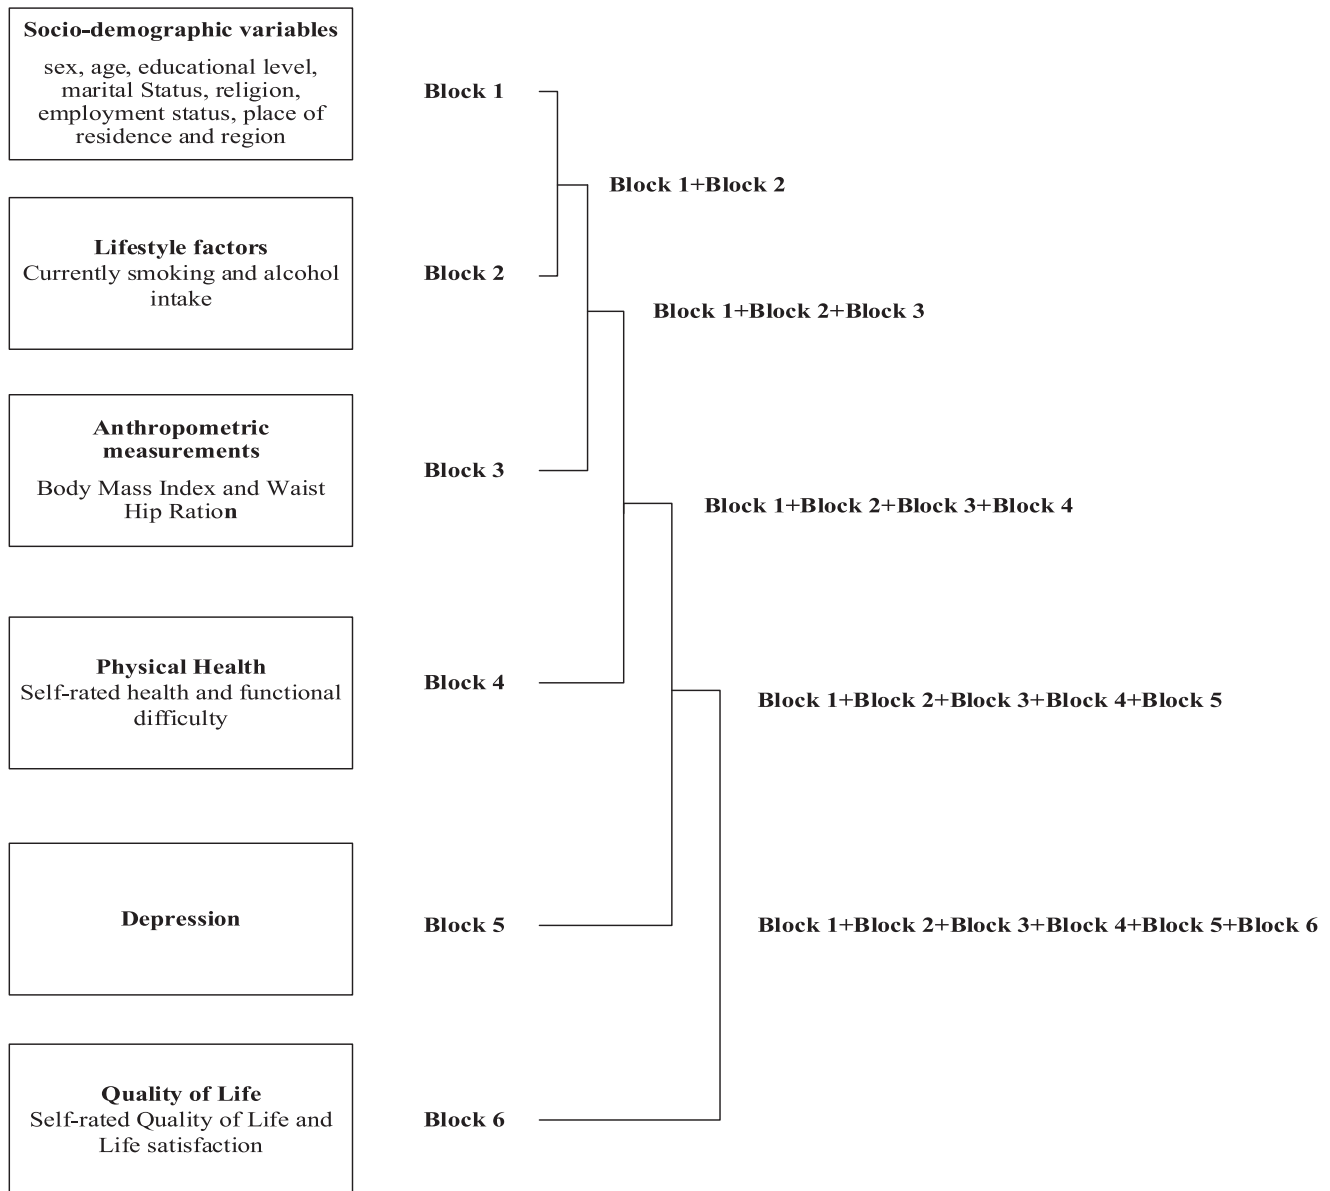 Socio-demographic variables
sex, age, educational level,
marital Status, religion,
employment status, place of
residence and region
Block 1
Block 1+Block 2
Lifestyle factors
Currently smoking and alcohol
intake
Block 2
Block 1+Block 2+Block 3
Anthropometric
measurements
Body Mass Index and Waist
Hip Ration
Block 3
Block 1+Block 2+Block 3+Block 4
Physical Health
Self-rated health and functional
difficulty
Block 4
Block 1+Block 2+Block 3+Block 4+Block 5
Depression
Block 5
Block 1+Block 2+Block 3+Block 4+Block 5+Block 6
Quality of Life
Self-rated Quality of Life and
Life satisfaction
Block 6